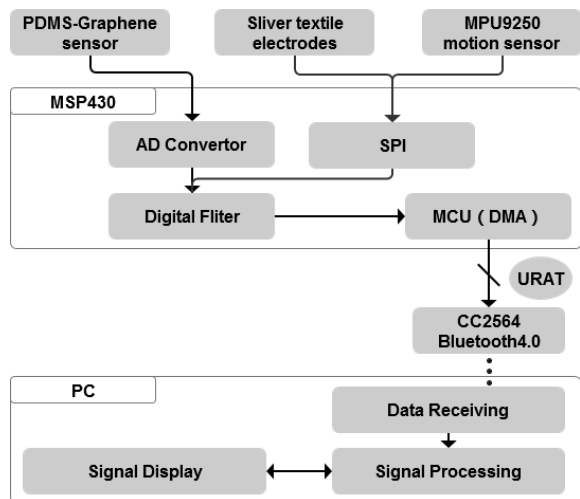 PDMS-Graphene
sensor
Sliver textile
electrodes
MPU9250
motion sensor
MSP430
AD Convertor
SPI
Digital Fliter
MCU ( DMA )
URAT
CC2564
Bluetooth4.0
PC
Data Receiving
Signal Display
Signal Processing